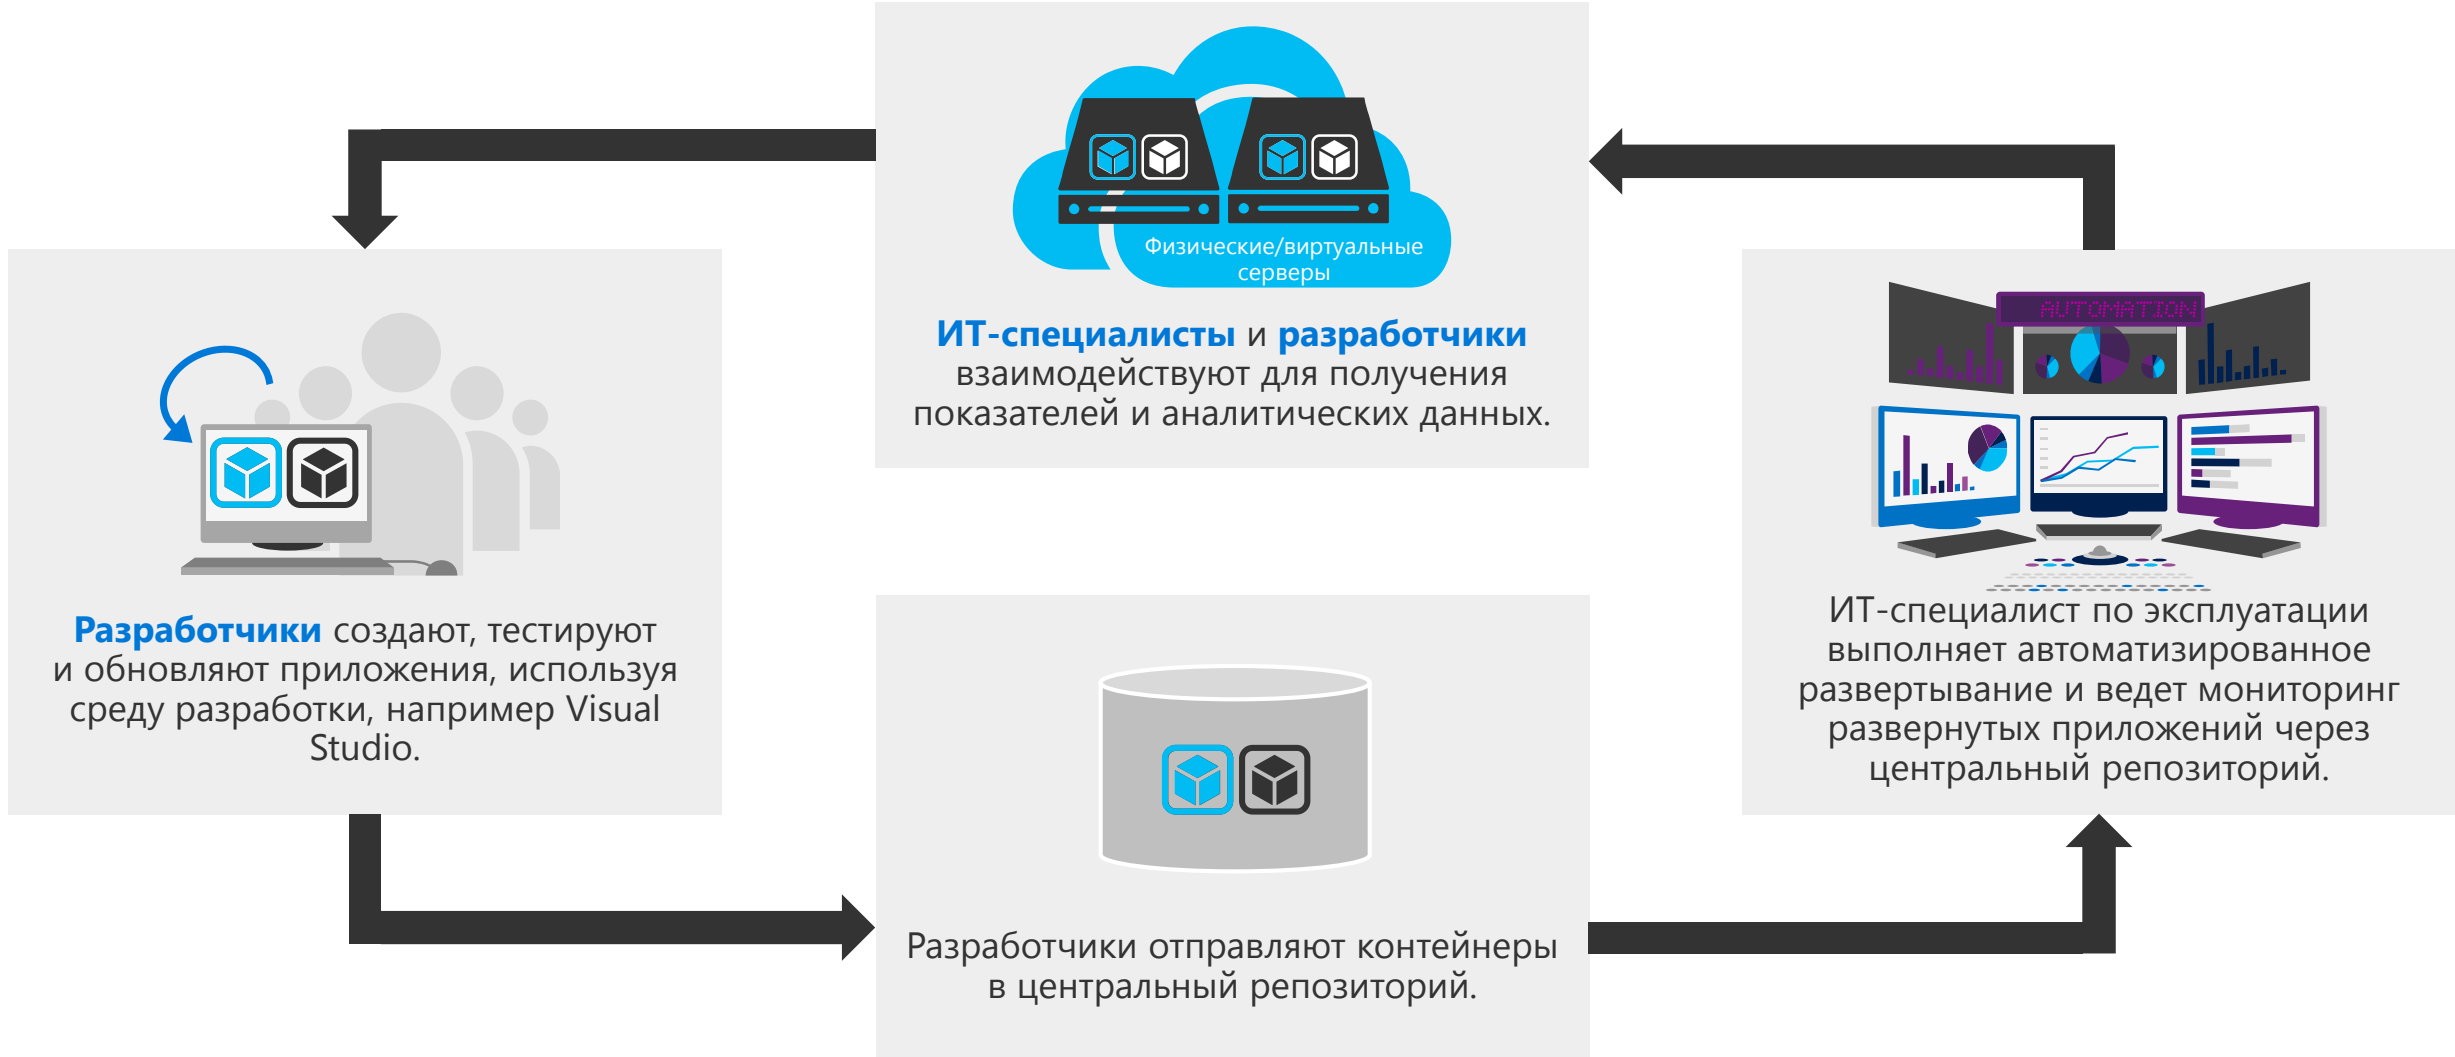 Физические/виртуальные
серверы
ИТ-специалисты и разработчики
взаимодействуют для получения
показателей и аналитических данных.
Разработчики создают, тестируют
и обновляют приложения, используя
среду разработки, например Visual
Studio.
Разработчики отправляют контейнеры
в центральный репозиторий.
AUTOMATION
ИТ-специалист по эксплуатации
выполняет автоматизированное
развертывание и ведет мониторинг
развернутых приложений через
центральный репозиторий.